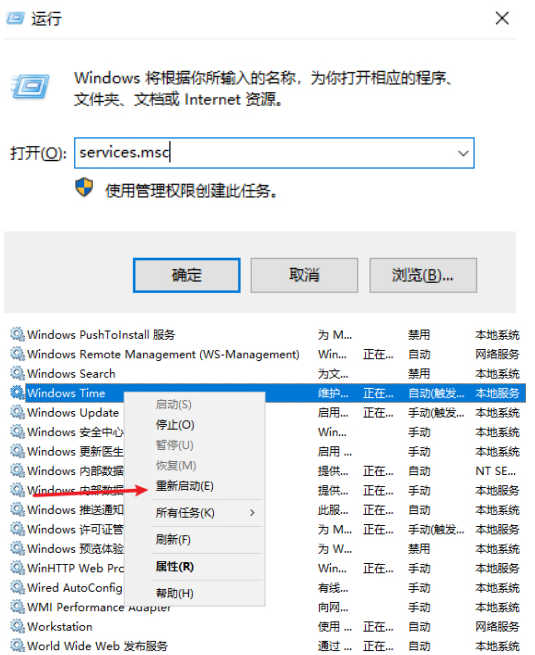 运行
Windows 将根据你所输入的名称，为你打开相应的程序、
文件夹、文档或 Internet 资源。
打开(O): services.msc
使用管理权限创建此任务。
确定 取消 浏览(B)...
Windows PushToInstall 服务 为 M... 禁用 本地系统
Windows Remote Management (WS-Management) Win... 正在... 自动 网络服务
Windows Search 为文... 禁用 本地系统
Windows Time 维护... 正在... 自动(触发... 本地服务
Windows Update 启用... 正在... 手动(触发... 本地系统
Windows 安全中心 Win... 手动 本地系统
Windows 更新医生 启用 ... 手动 本地系统
Windows 内部数据 提供... 正在... 自动 NT SE...
Windows 内部数据 提供... 正在... 手动 本地服务
Windows 推送通知 此服... 正在... 自动 本地系统
Windows 许可证管 为 M... 正在... 手动(触发... 本地服务
Windows 预览体验 为 W... 禁用 本地系统
WinHTTP Web Pro Win... 正在... 手动 本地服务
Wired AutoConfig 有线... 手动 本地系统
WMI Performance Adapter 向网... 手动 本地系统
Workstation 使用 ... 正在... 自动 网络服务
World Wide Web 发布服务 通过 ... 正在... 自动 本地系统
启动(S)
停止(O)
暂停(U)
恢复(M)
重新启动(E)
所有任务(K)
刷新(F)
属性(R)
帮助(H)